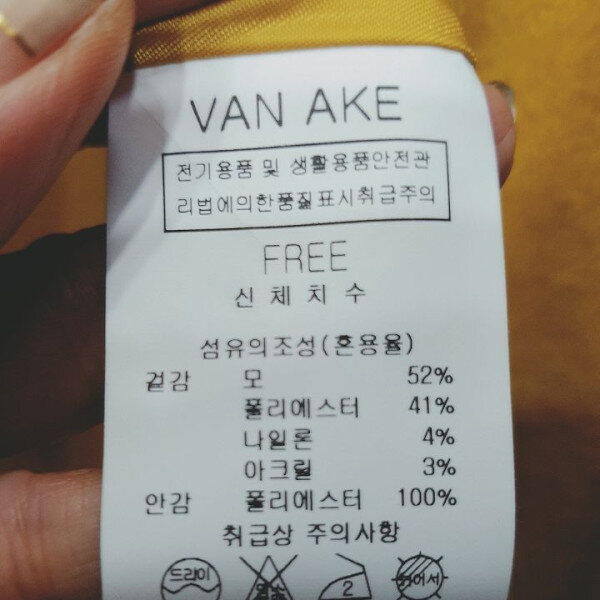 VAN AKE
전기용품 및 생활용품안전관
리법에의한품질표시취급주의
FREE
신체치수
섬유의조성(혼용율)
겉감 모 52%
폴리에스터 41%
나일론 4%
아크릴 3%
안감 폴리에스터 100%
취급상 주의사항
드라이 2